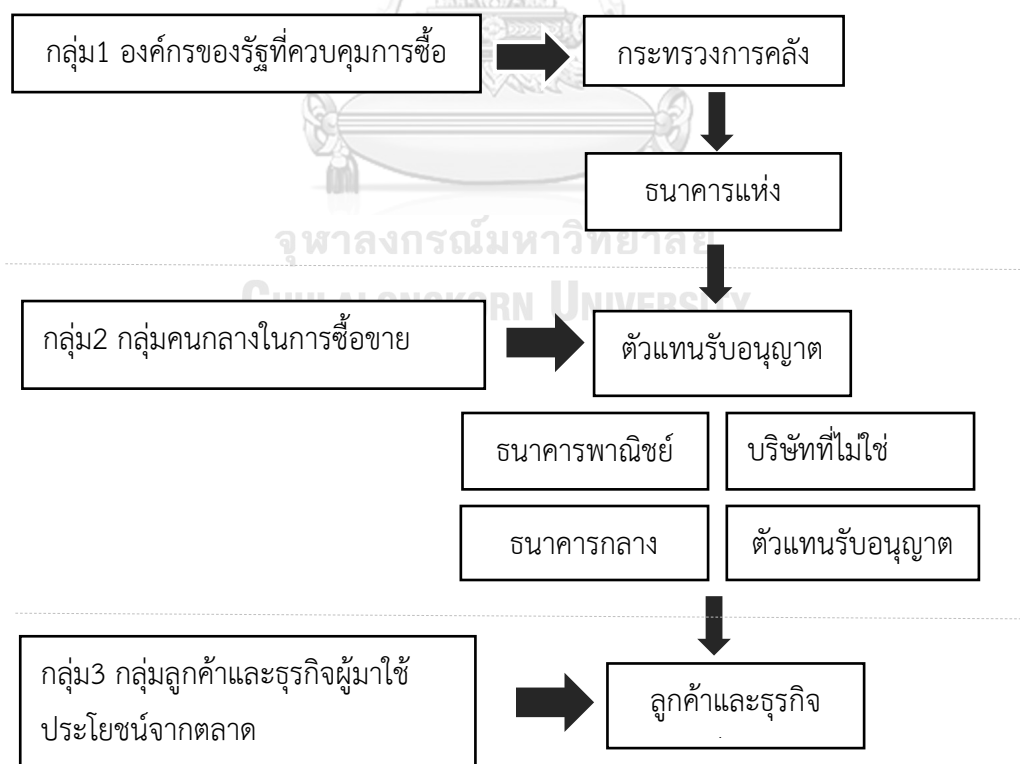 กลุ่ม1 องค์กรของรัฐที่ควบคุมการซื้อ
กระทรวงการคลัง
ธนาคารแห่ง
จุฬาลงกรณ์มหาวิทยาลัย
CHULALONGKORN UNIVERSITY
กลุ่ม2 กลุ่มคนกลางในการซื้อขาย
ตัวแทนรับอนุญาต
ธนาคารพาณิชย์
บริษัทที่ไม่ใช่
ธนาคารกลาง
ตัวแทนรับอนุญาต
กลุ่ม3 กลุ่มลูกค้าและธุรกิจผู้มาใช้
ประโยชน์จากตลาด
ลูกค้าและธุรกิจ